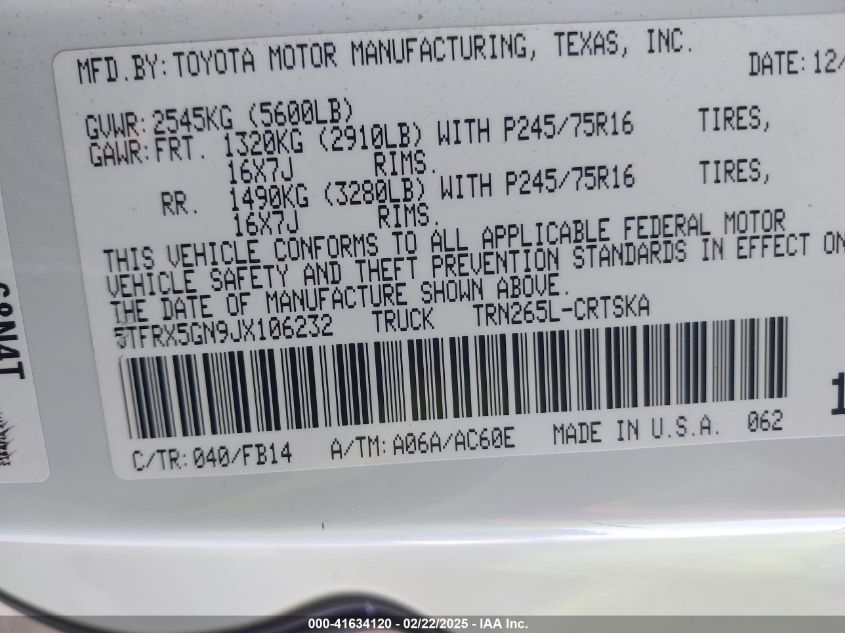 MFD.BY: TOYOTA MOTOR MANUFACTURING, TEXAS, INC.
DATE: 12/
GVWR: 2545KG (5600LB)
GAWR: FRT. 1320KG (2910LB) WITH P245/75R16 TIRES,
16X7J RIMS.
RR. 1490KG (3280LB) WITH P245/75R16 TIRES,
16X7J RIMS.
THIS VEHICLE CONFORMS TO ALL APPLICABLE FEDERAL MOTOR
VEHICLE SAFETY AND THEFT PREVENTION STANDARDS IN EFFECT ON
THE DATE OF MANUFACTURE SHOWN ABOVE.
5TFRX5GN9JX106232 TRUCK TRN265L-CRTSKA
C/TR: 040/FB14 A/TM: A06A/AC60E MADE IN U.S.A. 062
000-41634120 - 02/22/2025 - IAA Inc.